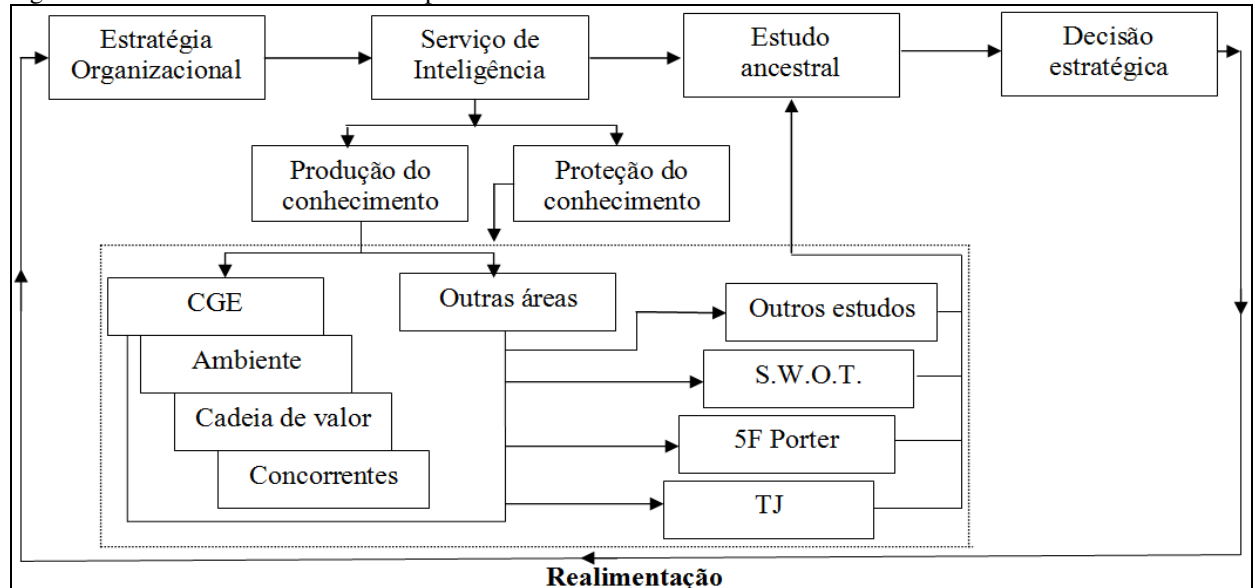 Estratégia
Organizacional
Serviço de
Inteligência
Estudo
ancestral
Decisão
estratégica
Produção do
conhecimento
Proteção do
conhecimento
CGE
Outras áreas
Ambiente
Cadeia de valor
Concorrentes
Outros estudos
S.W.O.T.
5F Porter
TJ
Realimentação